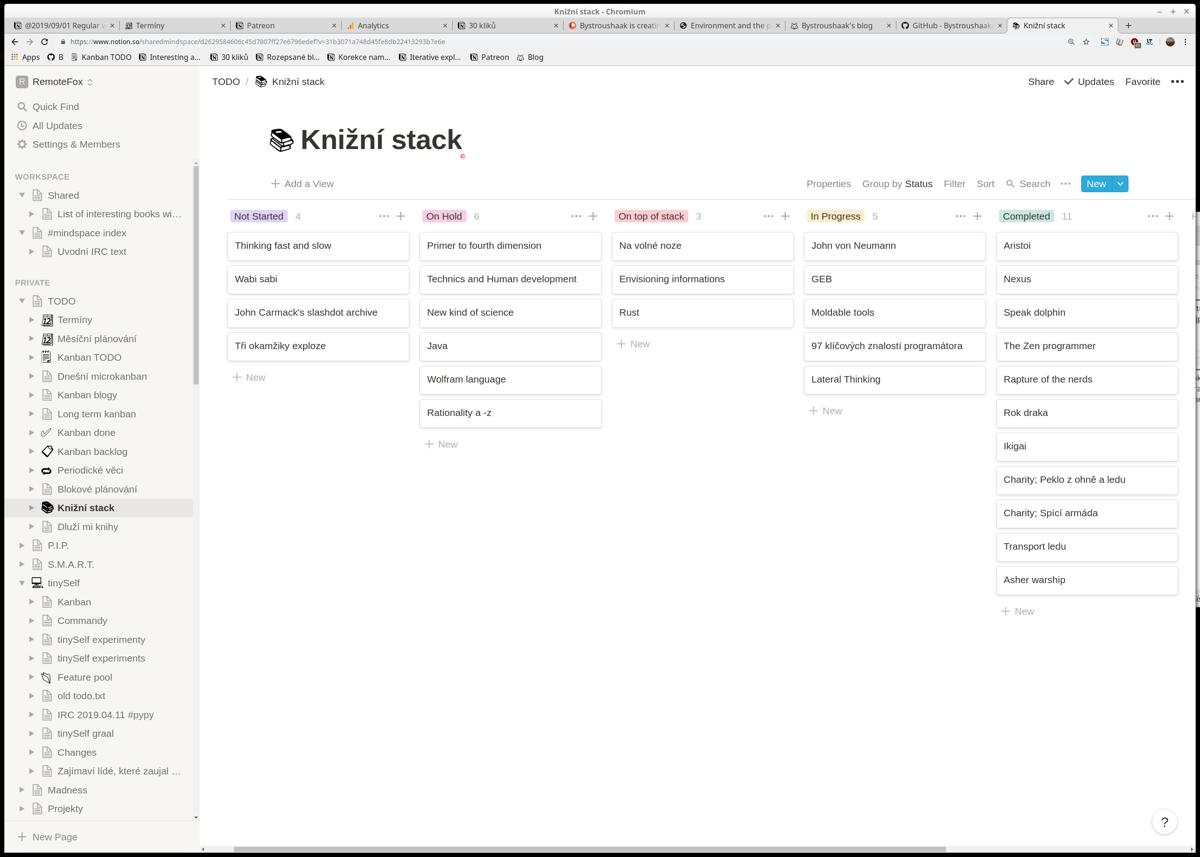 Knižní stack - Chromium
@2019/09/01 Regular
Termíny
Patreon
Analytics
30 kliků
Bystroushaak is creati
Environment and the p
Bystroushaak's blog
GitHub - Bystroushaak
Knižní stack
https://www.notion.so/sharedmindspace/d2629584606c45d7807ff27e6796edef?v=31b3071a748d45fe8db22413293b7e6e
Apps
B
Kanban TODO
Interesting a...
30 kliků
Rozepsané bl...
Korekce nam...
Iterative expl...
Patreon
Blog
R RemoteFox
Quick Find
All Updates
Settings & Members
WORKSPACE
Shared
List of interesting books wi...
#mindspace index
Uvodní IRC text
PRIVATE
TODO
Termíny
Měsíční plánování
Kanban TODO
Dnešní microkanban
Kanban blogy
Long term kanban
Kanban done
Kanban backlog
Periodické věci
Blokové plánování
Knižní stack
Dluží mi knihy
P.I.P.
S.M.A.R.T.
tinySelf
Kanban
Commandy
tinySelf experimenty
tinySelf experiments
Feature pool
old todo.txt
IRC 2019.04.11 #pypy
tinySelf graal
Changes
Zajímaví lídé, které zaujal ...
Madness
Projekty
New Page
TODO / Knižní stack
Share Updates Favorite
Knižní stack
Add a View
Properties Group by Status Filter Sort Search New
Not Started 4
Thinking fast and slow
Wabi sabi
John Carmack's slashdot archive
Tři okamžiky exploze
New
On Hold 6
Primer to fourth dimension
Technics and Human development
New kind of science
Java
Wolfram language
Rationality a -z
New
On top of stack 3
Na volné noze
Envisioning informations
Rust
New
In Progress 5
John von Neumann
GEB
Moldable tools
97 klíčových znalostí programátora
Lateral Thinking
New
Completed 11
Aristoi
Nexus
Speak dolphin
The Zen programmer
Rapture of the nerds
Rok draka
Ikigai
Charity; Peklo z ohně a ledu
Charity; Spící armáda
Transport ledu
Asher warship
New
?